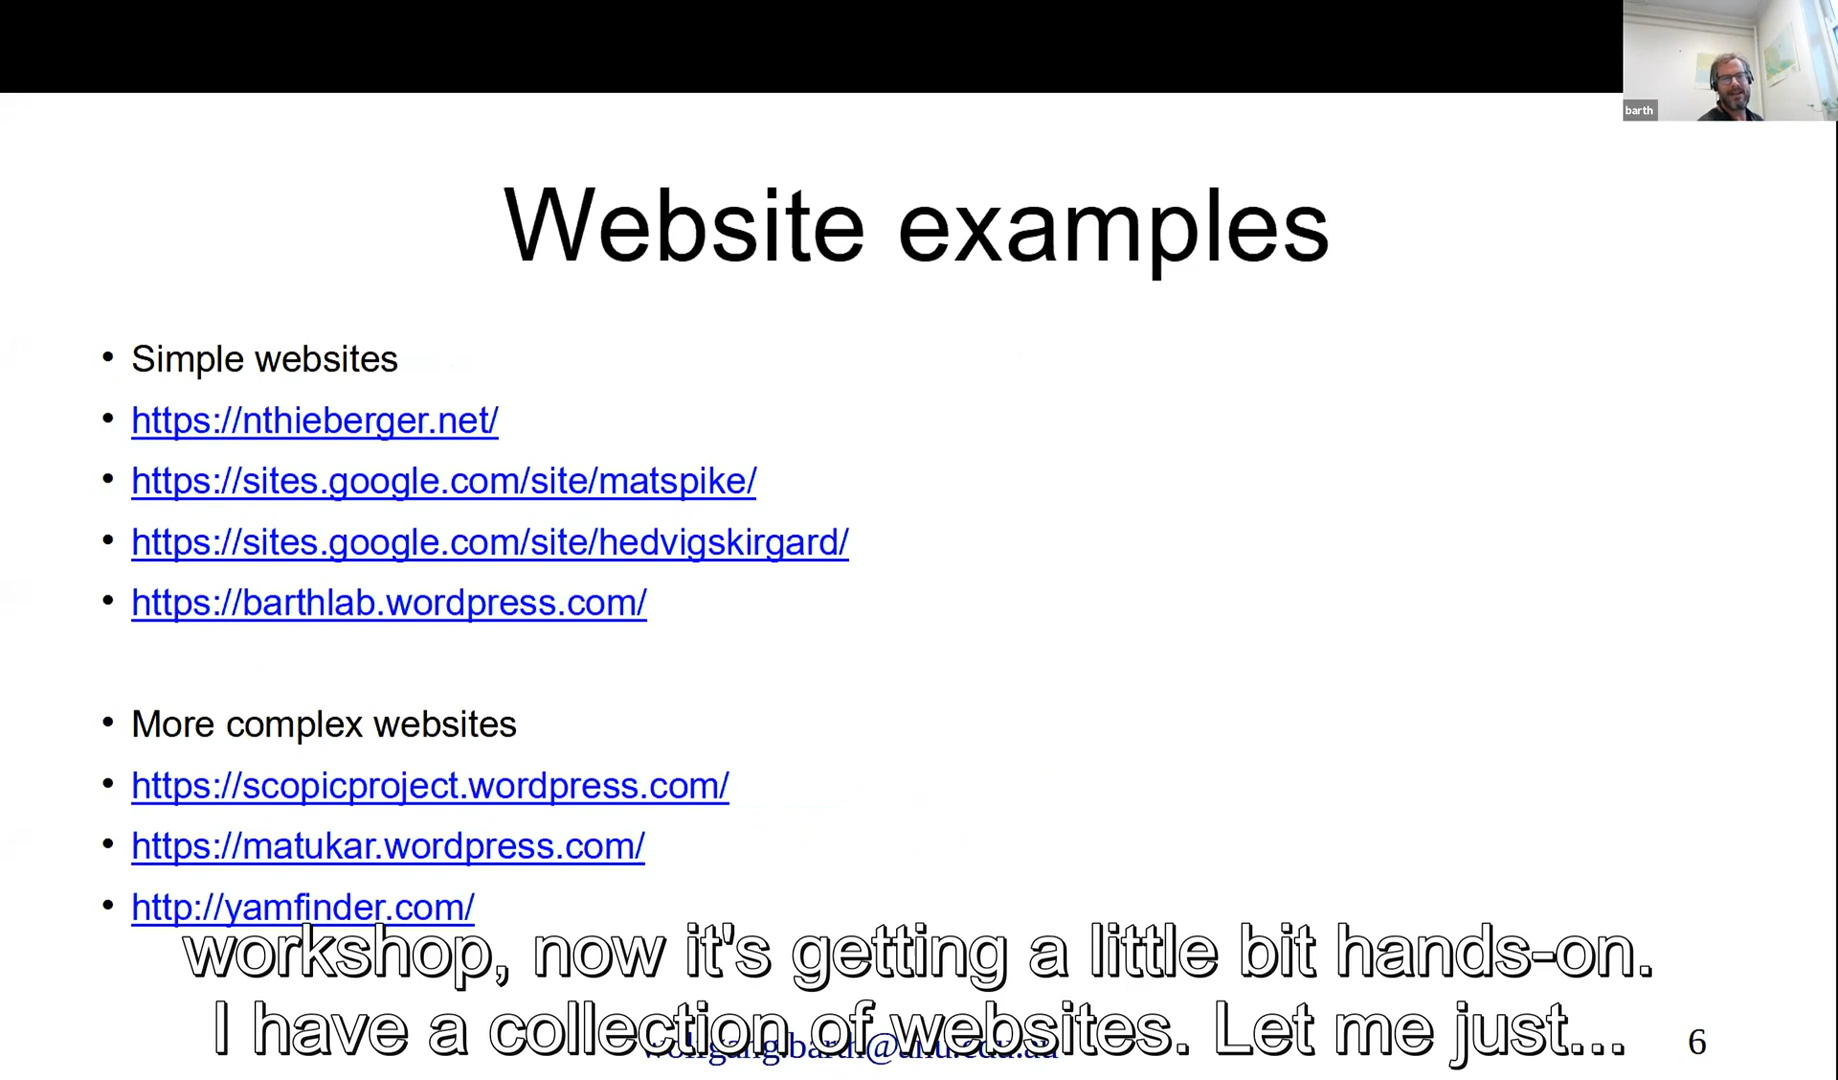 barth
Website examples
• Simple websites
• https://nthieberger.net/
• https://sites.google.com/site/matspike/
• https://sites.google.com/site/hedvigskirgard/
• https://barthlab.wordpress.com/
• More complex websites
• https://scopicproject.wordpress.com/
• https://matukar.wordpress.com/
• http://yamfinder.com/
workshop, now it's getting a little bit hands-on.
I have a collection of websites. Let me just...
6